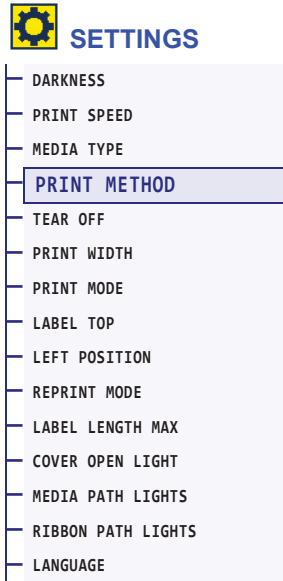 SETTINGS
DARKNESS
PRINT SPEED
MEDIA TYPE
PRINT METHOD
TEAR OFF
PRINT WIDTH
PRINT MODE
LABEL TOP
LEFT POSITION
REPRINT MODE
LABEL LENGTH MAX
COVER OPEN LIGHT
MEDIA PATH LIGHTS
RIBBON PATH LIGHTS
LANGUAGE